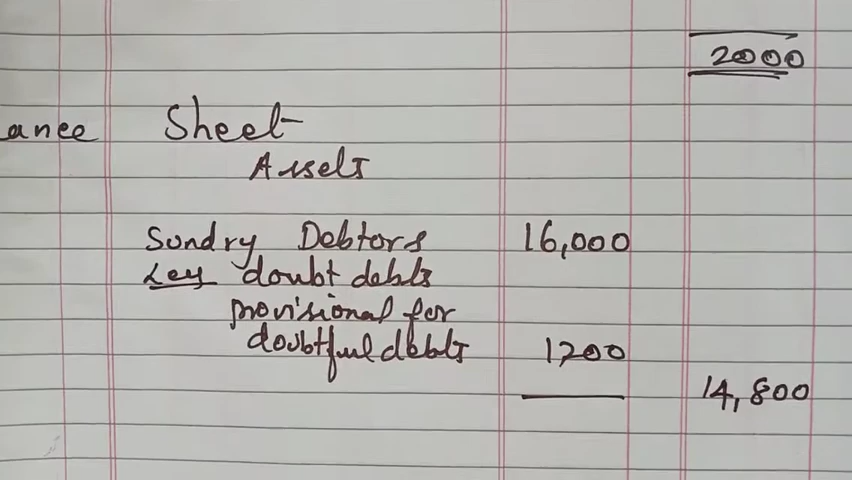 2000
ance Sheet
Assets
Sundry Debtors 16,000
Less doubt debts
provisional for
doubtful debts 1200
14,800